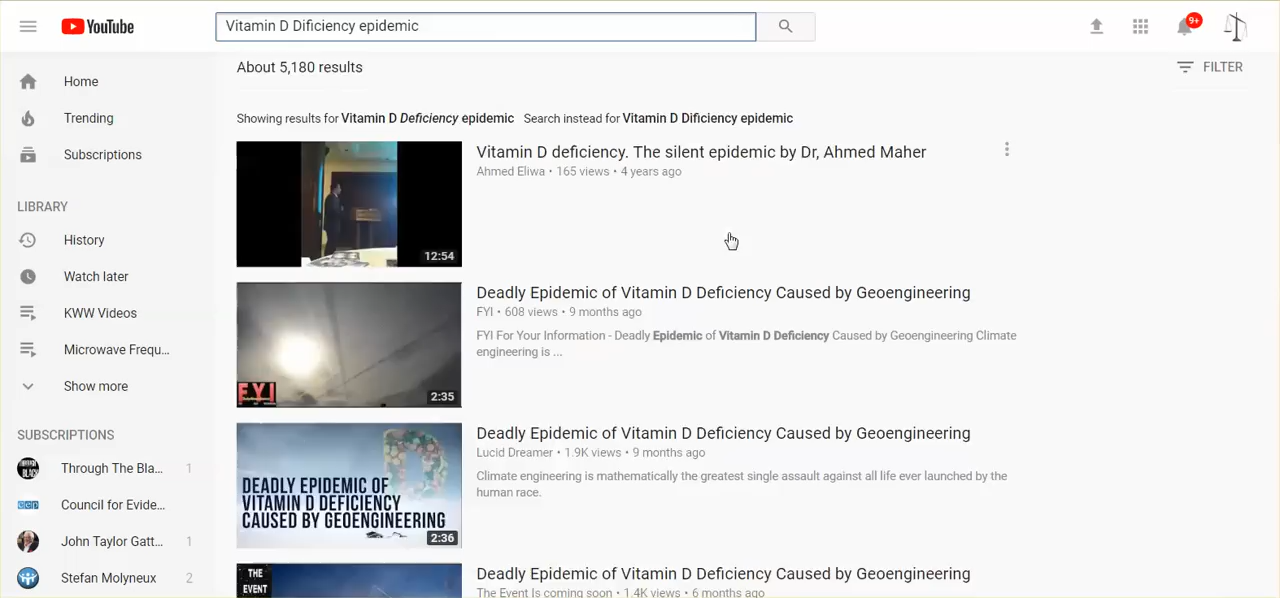 YouTube
Vitamin D Dificiency epidemic
9+
Home
Trending
Subscriptions
LIBRARY
History
Watch later
KWW Videos
Microwave Frequ...
Show more
SUBSCRIPTIONS
Through The Bla... 1
Council for Evide...
John Taylor Gatt... 1
Stefan Molyneux 2
About 5,180 results
FILTER
Showing results for Vitamin D Deficiency epidemic Search instead for Vitamin D Dificiency epidemic
12:54
Vitamin D deficiency. The silent epidemic by Dr, Ahmed Maher
Ahmed Eliwa • 165 views • 4 years ago
FYI
2:35
Deadly Epidemic of Vitamin D Deficiency Caused by Geoengineering
FYI • 608 views • 9 months ago
FYI For Your Information - Deadly Epidemic of Vitamin D Deficiency Caused by Geoengineering Climate
engineering is ...
D
DEADLY EPIDEMIC OF
VITAMIN D DEFICIENCY
CAUSED BY GEOENGINEERING
2:36
Deadly Epidemic of Vitamin D Deficiency Caused by Geoengineering
Lucid Dreamer • 1.9K views • 9 months ago
Climate engineering is mathematically the greatest single assault against all life ever launched by the
human race.
THE
EVENT
Deadly Epidemic of Vitamin D Deficiency Caused by Geoengineering
The Event Is coming soon • 1.4K views • 6 months ago